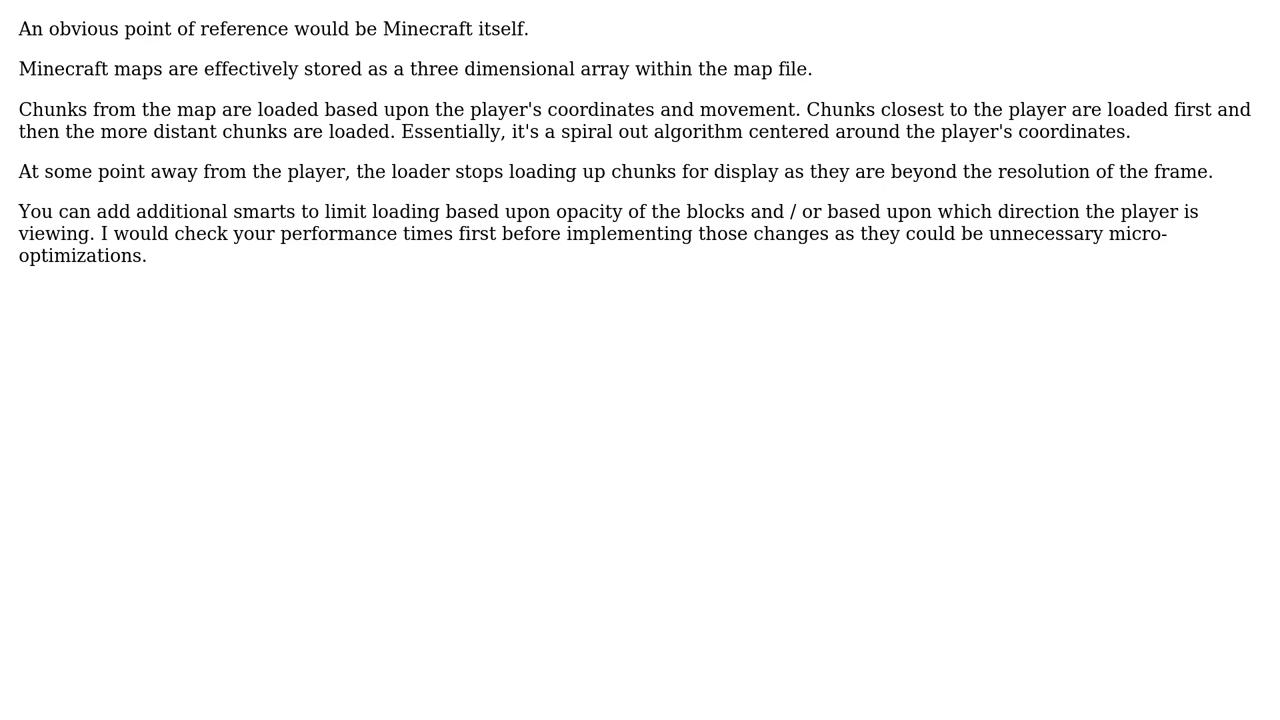 An obvious point of reference would be Minecraft itself.
Minecraft maps are effectively stored as a three dimensional array within the map file.
Chunks from the map are loaded based upon the player's coordinates and movement. Chunks closest to the player are loaded first and
then the more distant chunks are loaded. Essentially, it's a spiral out algorithm centered around the player's coordinates.
At some point away from the player, the loader stops loading up chunks for display as they are beyond the resolution of the frame.
You can add additional smarts to limit loading based upon opacity of the blocks and / or based upon which direction the player is
viewing. I would check your performance times first before implementing those changes as they could be unnecessary micro-
optimizations.